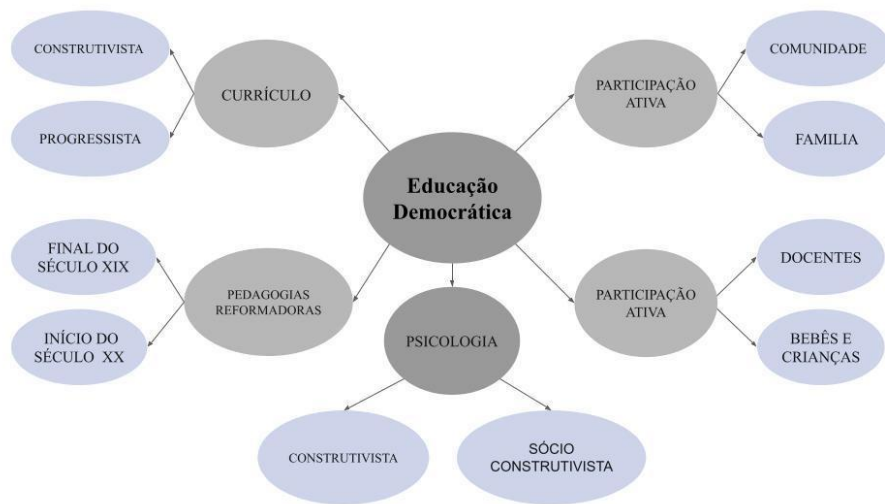 CONSTRUTIVISTA
PROGRESSISTA
CURRÍCULO
PARTICIPAÇÃO
ATIVA
COMUNIDADE
FAMILIA
Educação
Democrática
FINAL DO
SÉCULO XIX
INÍCIO DO
SÉCULO XX
PEDAGOGIAS
REFORMADORAS
PSICOLOGIA
PARTICIPAÇÃO
ATIVA
DOCENTES
BEBÊS E
CRIANÇAS
CONSTRUTIVISTA
SÓCIO
CONSTRUTIVISTA